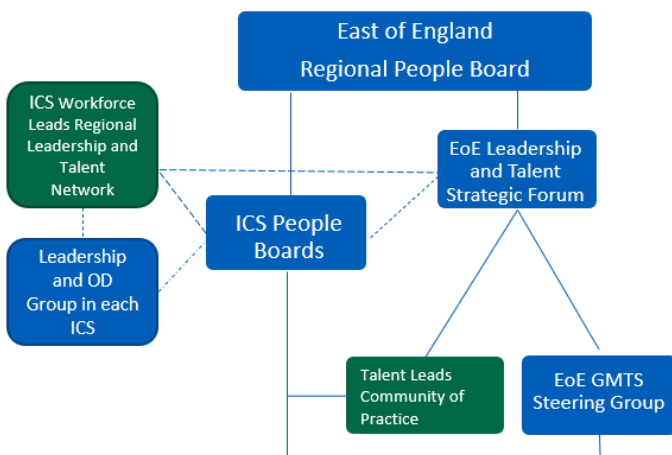 East of England
Regional People Board
ICS Workforce
Leads Regional
Leadership and
Talent
Network
EoE Leadership
and Talent
Strategic Forum
ICS People
Boards
Leadership
and OD
Group in each
ICS
Talent Leads
Community of
Practice
EoE GMTS
Steering Group